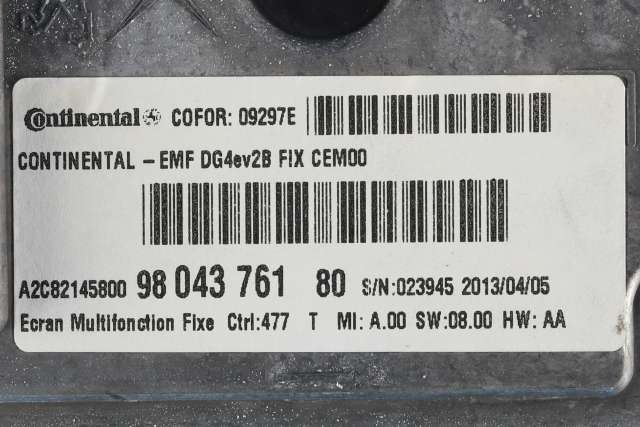 Continental COFOR: 09297E
CONTINENTAL - EMF DG4ev2B FIX CEM00
A2C82145800 98 043 761 80 S/N:023945 2013/04/05
Ecran Multifonction Fixe Ctrl:477 T MI: A.00 SW:08.00 HW: AA